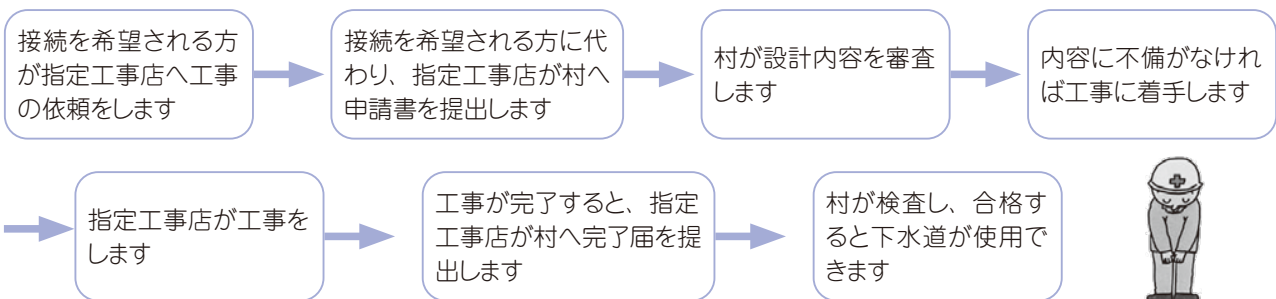 接続を希望される方
が指定工事店へ工事
の依頼をします
接続を希望される方に代
わり、指定工事店が村へ
申請書を提出します
村が設計内容を審査
します
内容に不備がなけれ
ば工事に着手します
指定工事店が工事を
します
工事が完了すると、指定
工事店が村へ完了届を提
出します
村が検査し、合格す
ると下水道が使用で
きます